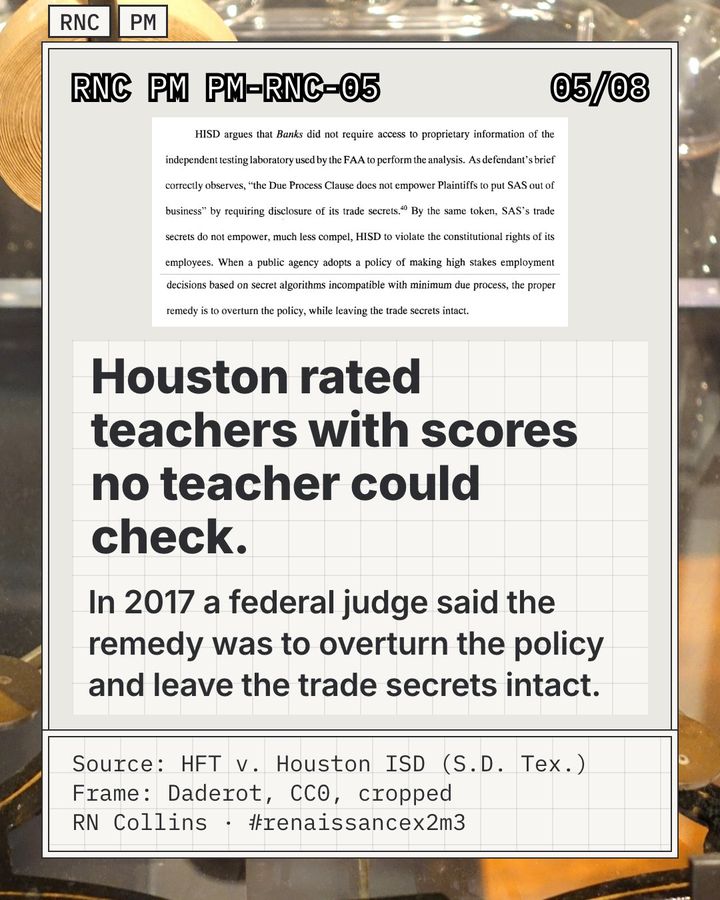 RNC PM
RNC PM PM-RNC-05 05/08
HISD argues that Banks did not require access to proprietary information of the
independent testing laboratory used by the FAA to perform the analysis. As defendant's brief
correctly observes, “the Due Process Clause does not empower Plaintiffs to put SAS out of
business” by requiring disclosure of its trade secrets.⁴⁰ By the same token, SAS's trade
secrets do not empower, much less compel, HISD to violate the constitutional rights of its
employees. When a public agency adopts a policy of making high stakes employment
decisions based on secret algorithms incompatible with minimum due process, the proper
remedy is to overturn the policy, while leaving the trade secrets intact.
Houston rated
teachers with scores
no teacher could
check.
In 2017 a federal judge said the
remedy was to overturn the policy
and leave the trade secrets intact.
Source: HFT v. Houston ISD (S.D. Tex.)
Frame: Daderot, CC0, cropped
RN Collins · #renaissancex2m3